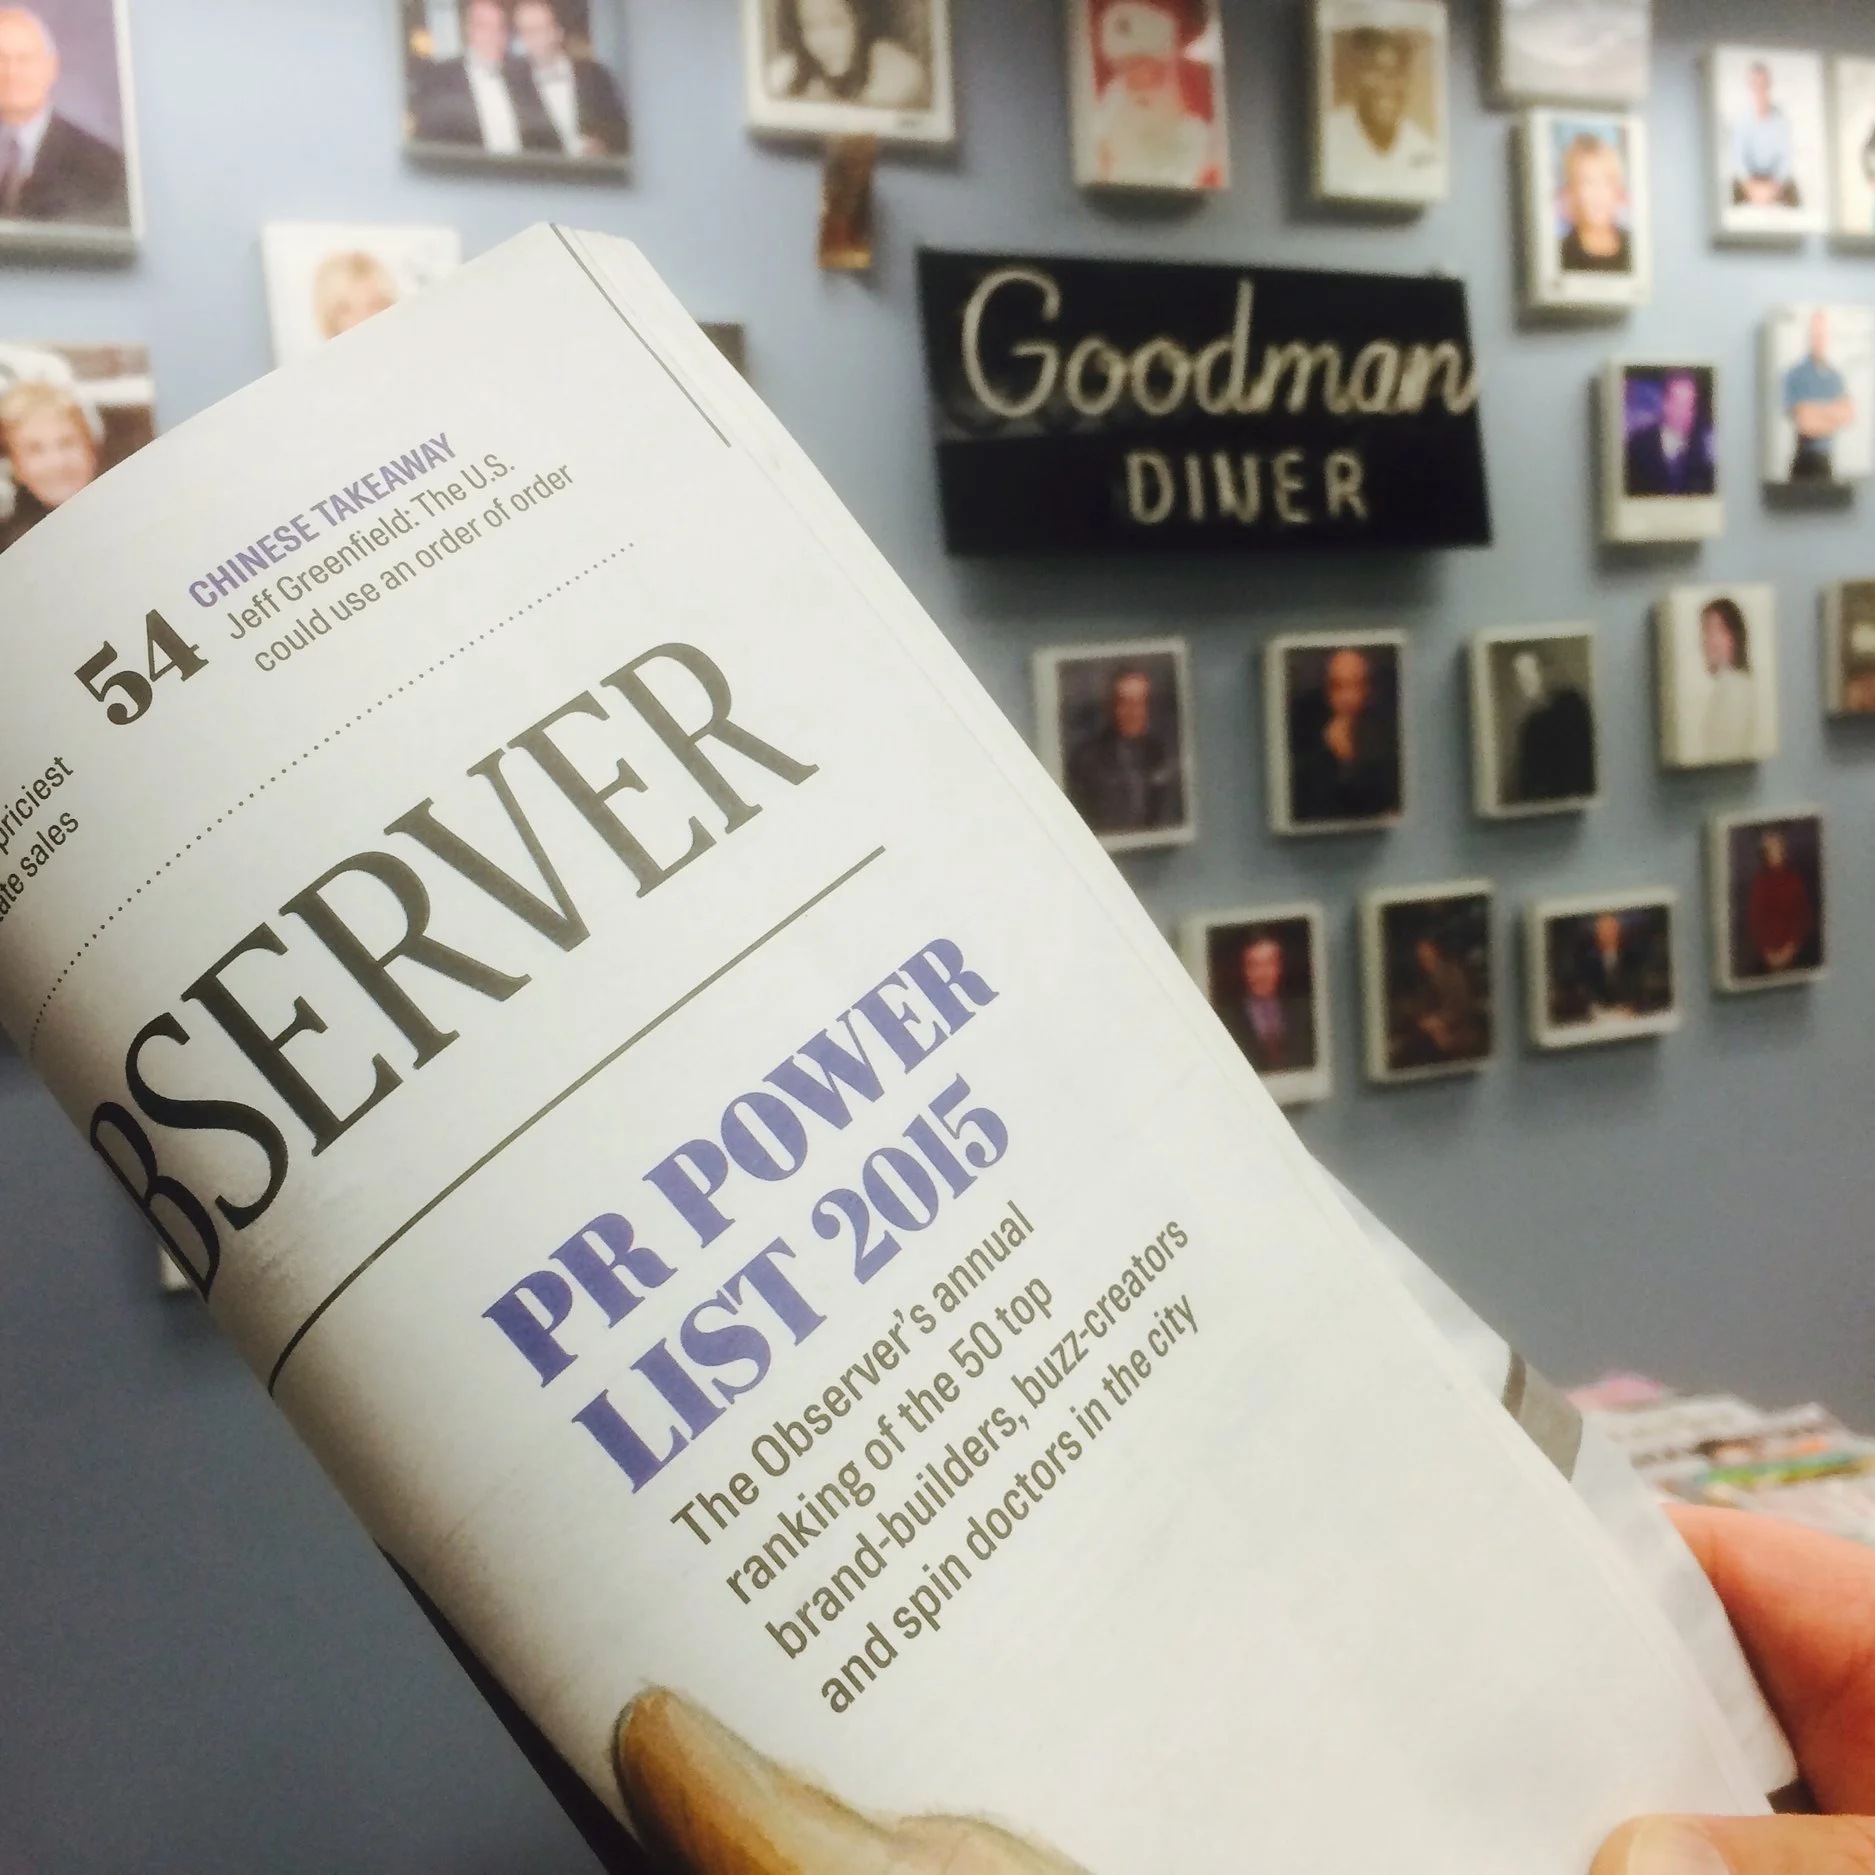 54
CHINESE TAKEAWAY
Jeff Greenfield: The U.S.
could use an order of order
priciest
sales
BSERVER
PR POWER
LIST 2015
The Observer's annual
ranking of the 50 top
brand-builders, buzz-creators
and spin doctors in the city
Goodman
DINER